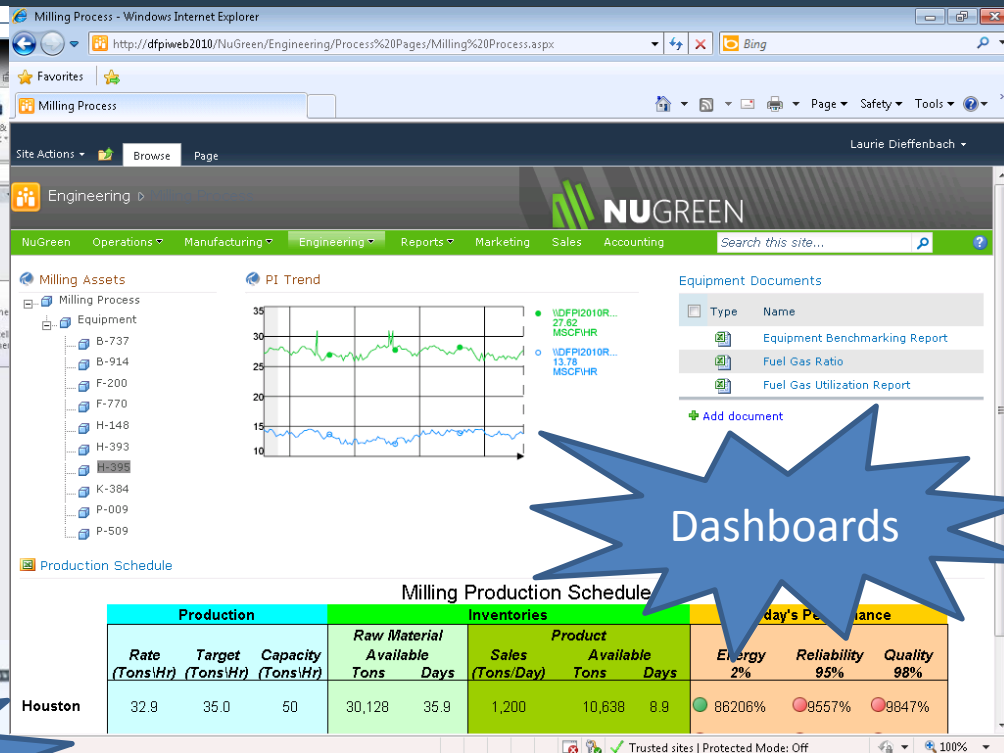 Milling Process - Windows Internet Explorer
http://dfpiweb2010/NuGreen/Engineering/Process%20Pages/Milling%20Process.aspx
Bing
Favorites
Milling Process
Page Safety Tools
Laurie Dieffenbach
Site Actions Browse Page
Engineering
NUGREEN
NuGreen Operations Manufacturing Engineering Reports Marketing Sales Accounting
Search this site...
Milling Assets
Milling Process
Equipment
B-737
B-914
F-200
F-770
H-148
H-393
H-395
K-384
P-009
P-509
PI Trend
35
30
25
20
15
10
\\DFPI2010R...
27.62
MSCF\HR
\\DFPI2010R...
13.78
MSCF\HR
Equipment Documents
Type Name
Equipment Benchmarking Report
Fuel Gas Ratio
Fuel Gas Utilization Report
Add document
Dashboards
Production Schedule
Milling Production Schedule
Production Inventories
Raw Material Product
Rate Target Capacity Available Sales Available Reliability Quality
(Tons\Hr) (Tons\Hr) (Tons\Hr) Tons Days (Tons/Day) Tons Days 2% 95% 98%
Houston 32.9 35.0 50 30,128 35.9 1,200 10,638 8.9 86206% 9557% 9847%
Trusted sites | Protected Mode: Off 100%